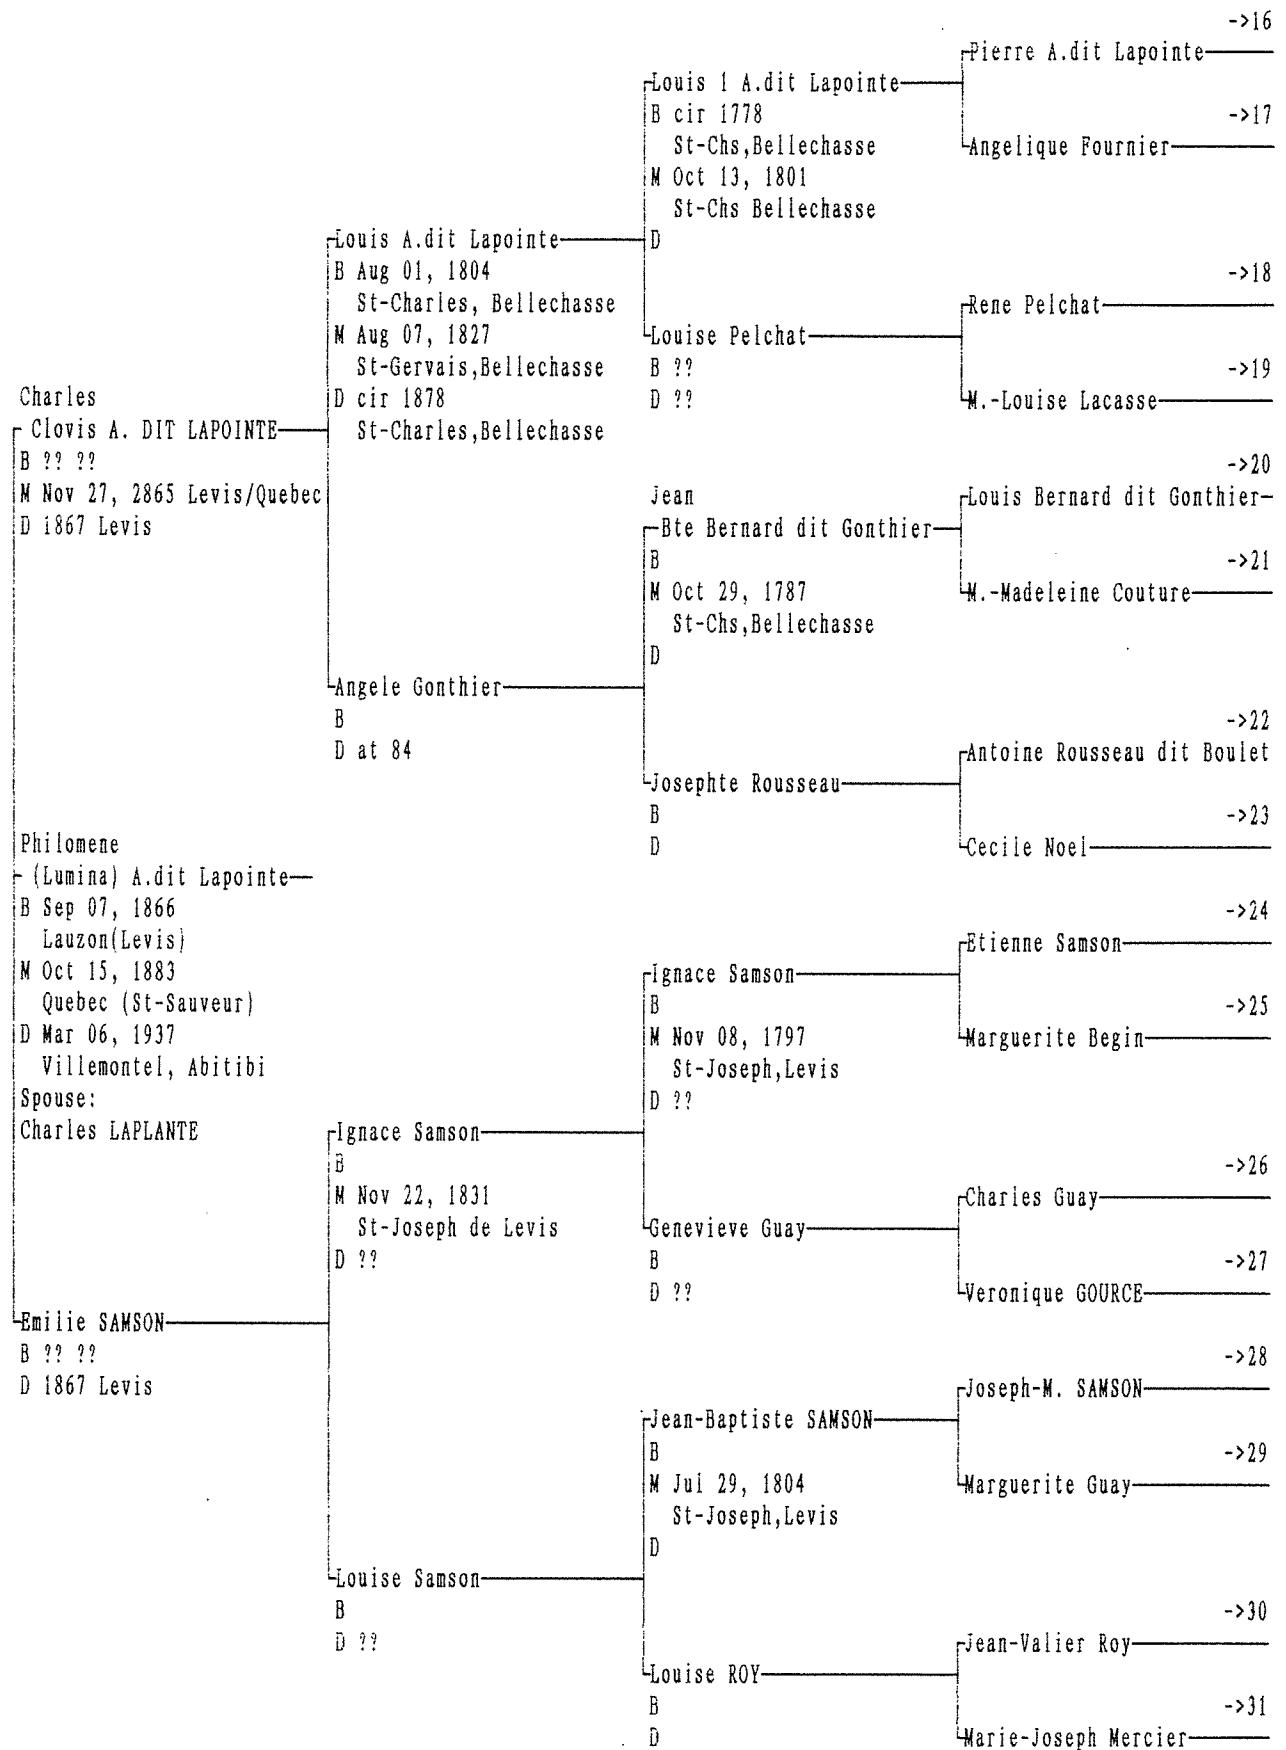 ->16
Pierre A.dit Lapointe
Louis 1 A.dit Lapointe
B cir 1778
->17
St-Chs,Bellechasse
Angelique Fournier
M Oct 13, 1801
St-Chs Bellechasse
Louis A.dit Lapointe
D
B Aug 01, 1804
->18
St-Charles, Bellechasse
Rene Pelchat
M Aug 07, 1827
Louise Pelchat
St-Gervais,Bellechasse
B ??
->19
Charles
D cir 1878
D ??
M.-Louise Lacasse
Clovis A. DIT LAPOINTE
St-Charles,Bellechasse
B ?? ??
->20
M Nov 27, 2865 Levis/Quebec
Jean
Louis Bernard dit Gonthier
D 1867 Levis
Bte Bernard dit Gonthier
B
->21
M Oct 29, 1787
M.-Madeleine Couture
St-Chs,Bellechasse
D
Angele Gonthier
B
->22
D at 84
Antoine Rousseau dit Boulet
Josephte Rousseau
B
->23
Philomene
D
Cecile Noel
(Lumina) A.dit Lapointe
B Sep 07, 1866
->24
Lauzon(Levis)
Etienne Samson
M Oct 15, 1883
Ignace Samson
Quebec (St-Sauveur)
B
->25
D Mar 06, 1937
M Nov 08, 1797
Marguerite Begin
Villemontel, Abitibi
St-Joseph,Levis
Spouse:
D ??
Charles LAPLANTE
Ignace Samson
B
->26
M Nov 22, 1831
Charles Guay
St-Joseph de Levis
Genevieve Guay
D ??
B
->27
D ??
Veronique GOURCE
Emilie SAMSON
B ?? ??
->28
D 1867 Levis
Joseph-M. SAMSON
Jean-Baptiste SAMSON
B
->29
M Jul 29, 1804
Marguerite Guay
St-Joseph,Levis
D
Louise Samson
B
->30
D ??
Jean-Valier Roy
Louise ROY
B
->31
D
Marie-Joseph Mercier